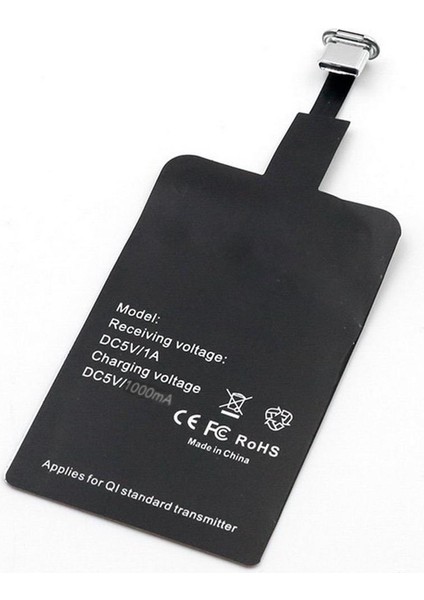 Model:
Receiving voltage:
DC5V/1A
Charging voltage
DC5V/1000mA
CE FC RoHS
Made in China
Applies for QI standard transmitter